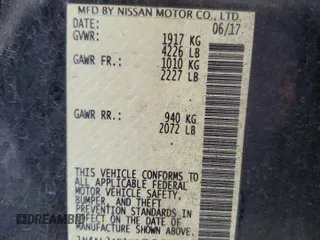 MFD BY NISSAN MOTOR CO., LTD.
DATE: 06/17
GVWR: 1917 KG
4226 LB
GAWR FR.: 1010 KG
2227 LB
GAWR RR.: 940 KG
2072 LB
THIS VEHICLE CONFORMS TO
ALL APPLICABLE FEDERAL
MOTOR VEHICLE SAFETY,
BUMPER, AND THEFT
PREVENTION STANDARDS IN
EFFECT ON THE DATE OF
MANUFACTURE SHOWN ABOVE.
DREAMBID